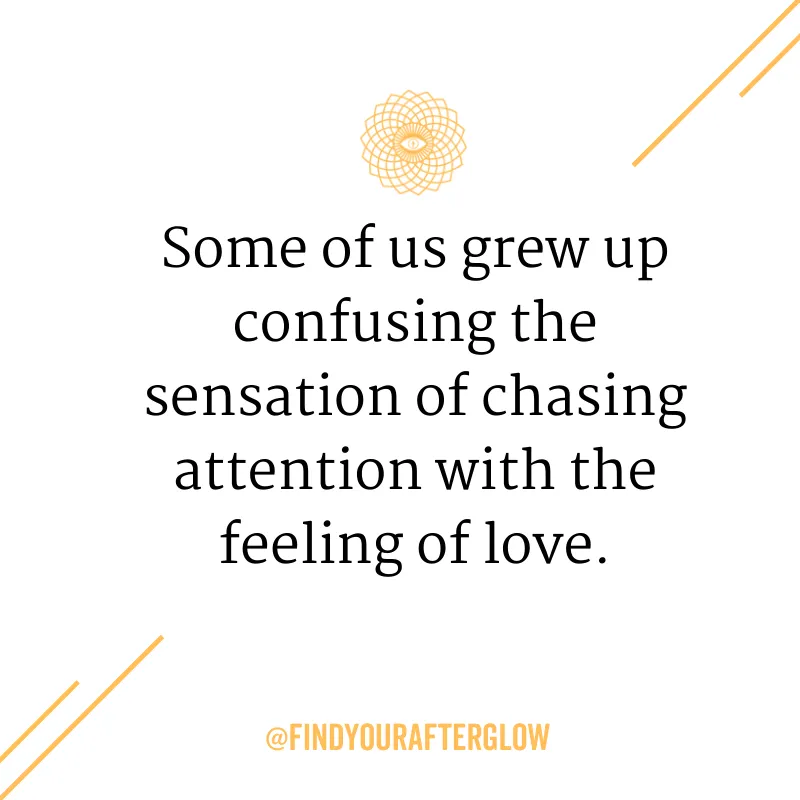 Some of us grew up
confusing the
sensation of chasing
attention with the
feeling of love.
@FINDYOURAFTERGLOW